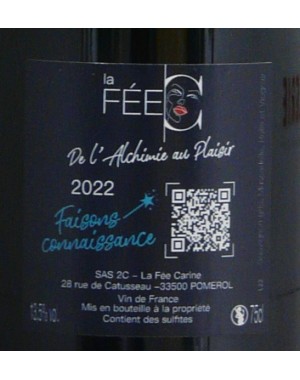 la
FÉE C
De l'Alchimie au Plaisir
2022
Faisons
connaissance
SAS 2C – La Fée Carine
28 rue de Catusseau –33500 POMEROL
Vin de France
Mis en bouteille à la propriété
Contient des sulfites
13,5% vol.
75cl